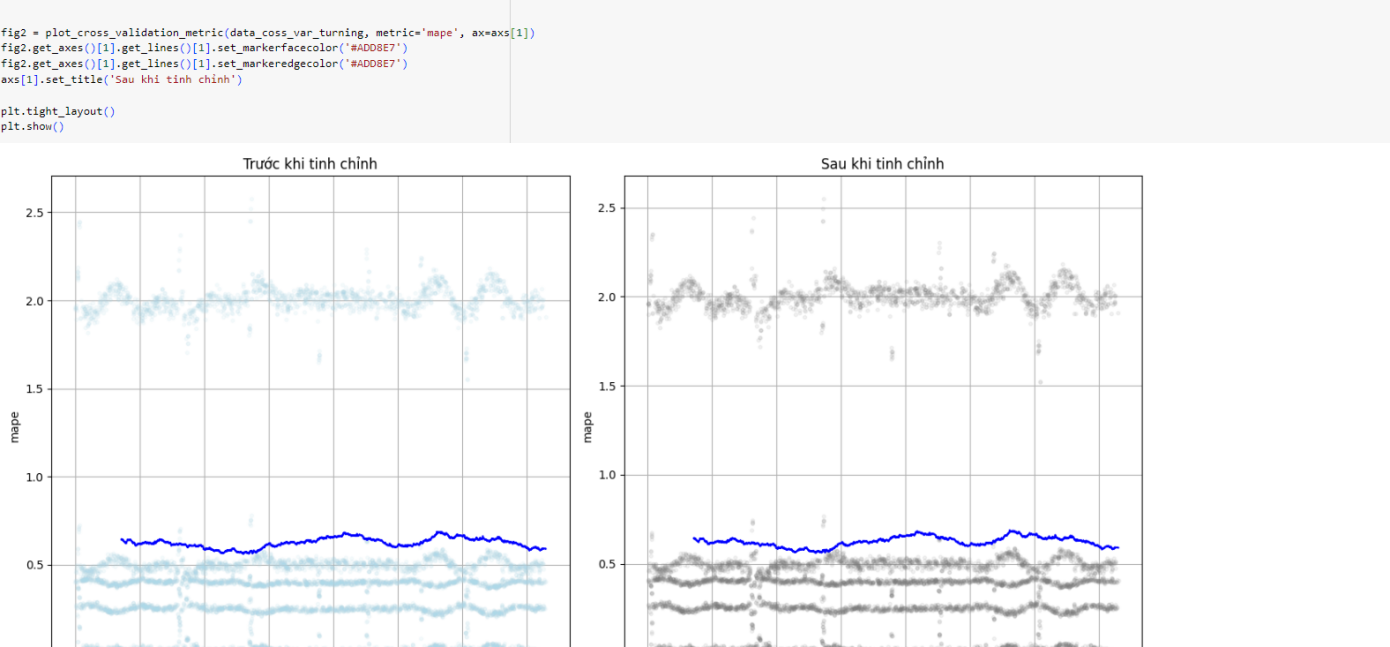 fig2 = plot_cross_validation_metric(data_coss_var_turning, metric='mape', ax=axs[1])
fig2.get_axes()[1].get_lines()[1].set_markerfacecolor('#ADD8E7')
fig2.get_axes()[1].get_lines()[1].set_markeredgecolor('#ADD8E7')
axs[1].set_title('Sau khi tinh chỉnh')
plt.tight_layout()
plt.show()
Trước khi tinh chỉnh
2.5
2.0
1.5
1.0
0.5
mape
Sau khi tinh chỉnh
2.5
2.0
1.5
1.0
0.5
mape